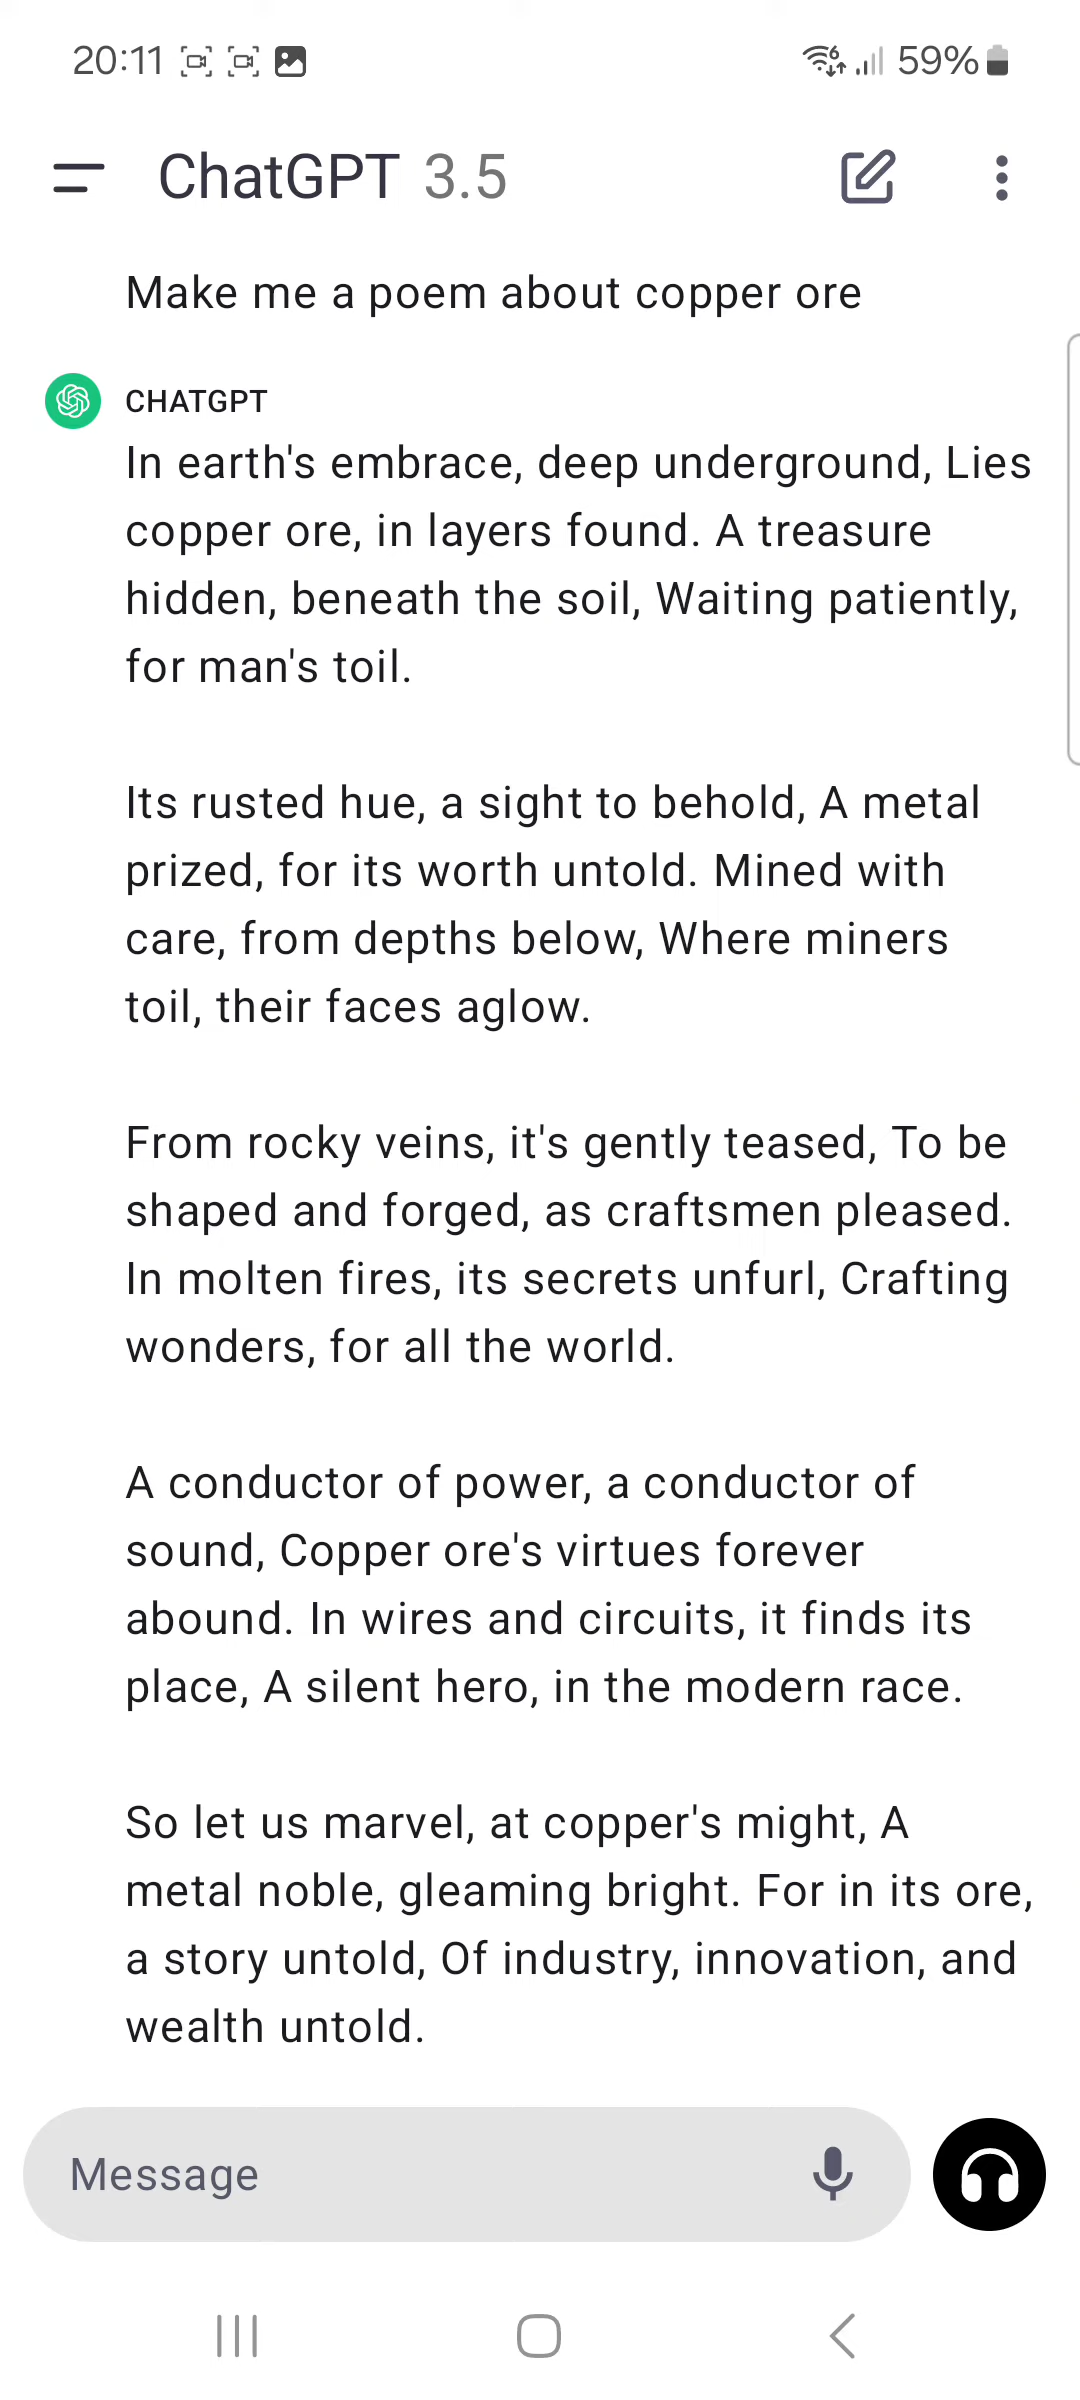 20:11
6
59%
ChatGPT 3.5
Make me a poem about copper ore
CHATGPT
In earth's embrace, deep underground, Lies
copper ore, in layers found. A treasure
hidden, beneath the soil, Waiting patiently,
for man's toil.
Its rusted hue, a sight to behold, A metal
prized, for its worth untold. Mined with
care, from depths below, Where miners
toil, their faces aglow.
From rocky veins, it's gently teased, To be
shaped and forged, as craftsmen pleased.
In molten fires, its secrets unfurl, Crafting
wonders, for all the world.
A conductor of power, a conductor of
sound, Copper ore's virtues forever
abound. In wires and circuits, it finds its
place, A silent hero, in the modern race.
So let us marvel, at copper's might, A
metal noble, gleaming bright. For in its ore,
a story untold, Of industry, innovation, and
wealth untold.
Message